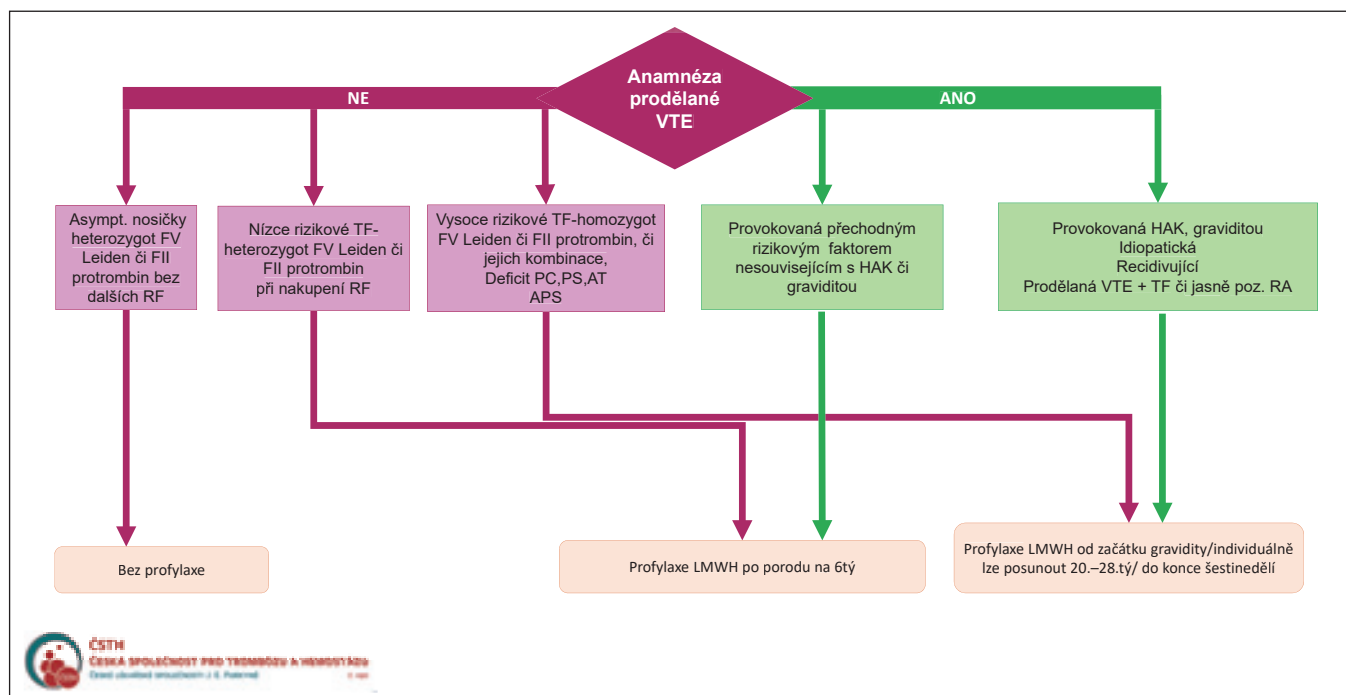 Anamnéza
prodělané
VTE
NE
ANO
Asympt. nosičky
heterozygot FV
Leiden či FII
protrombin bez
dalších RF
Nízce rizikové TF-
heterozygot FV Leiden či
FII protrombin
při nakupení RF
Vysoce rizikové TF-homozygot
FV Leiden či FII protrombin, či
jejich kombinace,
Deficit PC,PS,AT
APS
Provokovaná přechodným
rizikovým faktorem
nesouvisejícím s HAK či
graviditou
Provokovaná HAK, graviditou
Idiopatická
Recidivující
Prodělaná VTE + TF či jasně poz. RA
Bez profylaxe
Profylaxe LMWH po porodu na 6tý
Profylaxe LMWH od začátku gravidity/individuálně
lze posunout 20.–28.tý/ do konce šestinedělí
ČSTH
ČESKÁ SPOLEČNOST PRO TROMBÓZU A HEMOSTÁZU